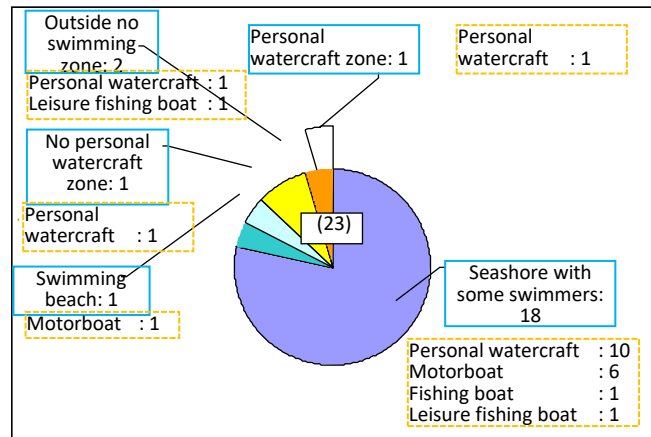 Outside no
swimming
zone: 2
Personal watercraft : 1
Leisure fishing boat : 1
Personal
watercraft zone: 1
Personal
watercraft : 1
No personal
watercraft
zone: 1
Personal
watercraft : 1
(23)
Swimming
beach: 1
Motorboat : 1
Seashore with
some swimmers:
18
Personal watercraft : 10
Motorboat : 6
Fishing boat : 1
Leisure fishing boat : 1